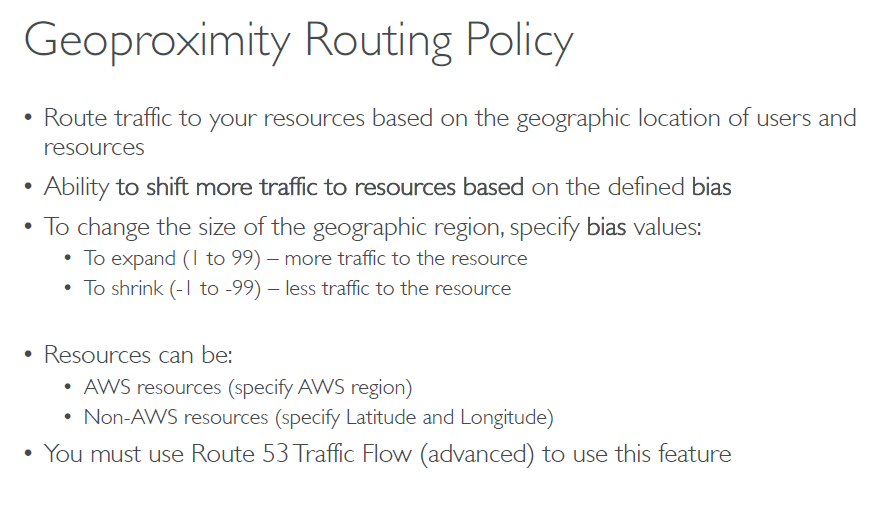 Geoproximity Routing Policy
• Route traffic to your resources based on the geographic location of users and
resources
• Ability to shift more traffic to resources based on the defined bias
• To change the size of the geographic region, specify bias values:
• To expand (1 to 99) – more traffic to the resource
• To shrink (-1 to -99) – less traffic to the resource
• Resources can be:
• AWS resources (specify AWS region)
• Non-AWS resources (specify Latitude and Longitude)
• You must use Route 53 Traffic Flow (advanced) to use this feature